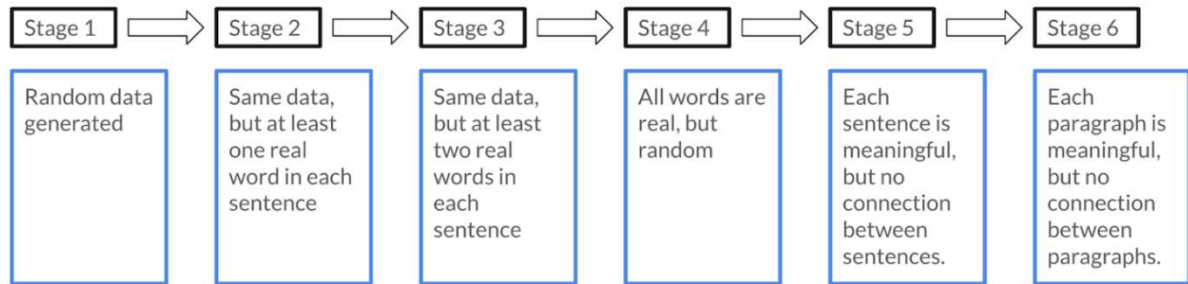 Stage 1
Stage 2
Stage 3
Stage 4
Stage 5
Stage 6
Random data
generated
Same data,
but at least
one real
word in each
sentence
Same data,
but at least
two real
words in
each
sentence
All words are
real, but
random
Each
sentence is
meaningful,
but no
connection
between
sentences.
Each
paragraph is
meaningful,
but no
connection
between
paragraphs.